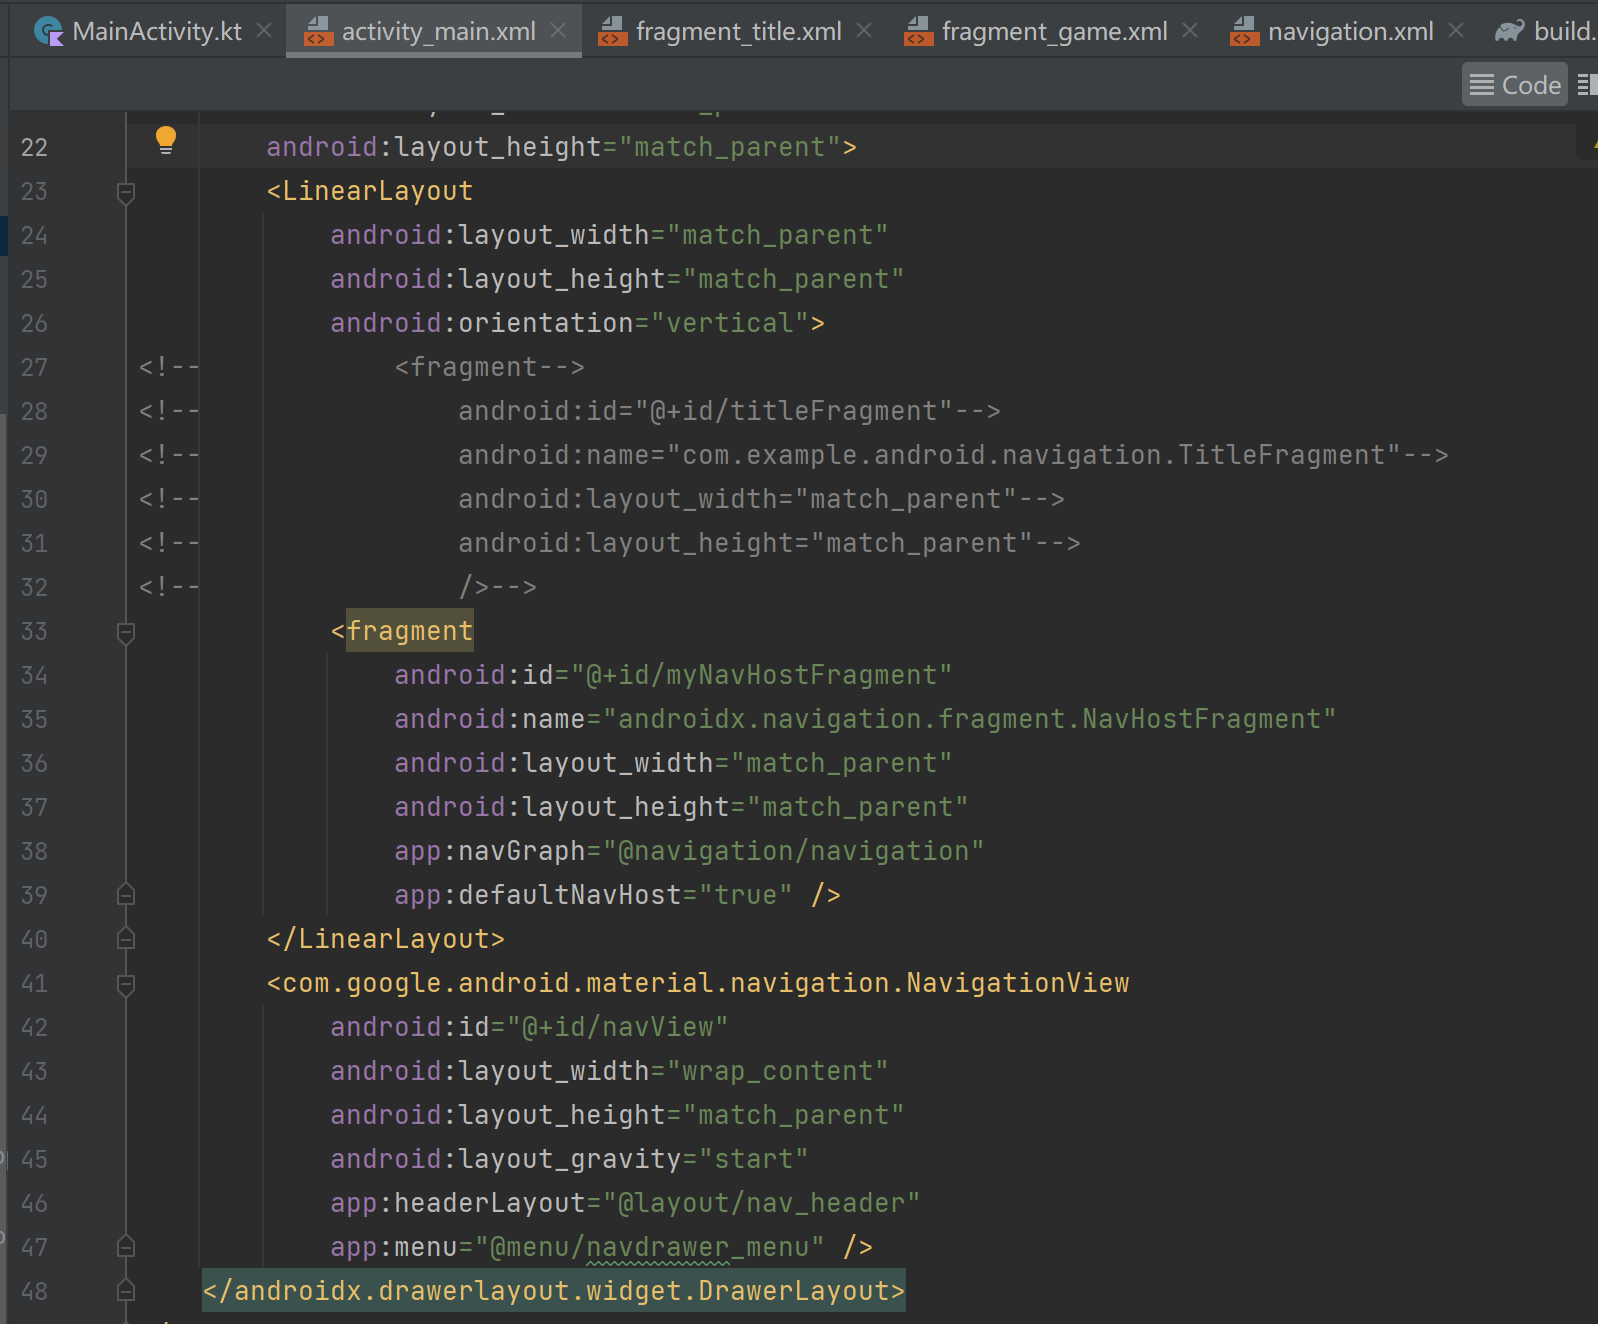 MainActivity.kt
activity_main.xml
fragment_title.xml
fragment_game.xml
navigation.xml
build.
Code
22 android:layout_height="match_parent">
23 <LinearLayout
24 android:layout_width="match_parent"
25 android:layout_height="match_parent"
26 android:orientation="vertical">
27 <!-- <fragment-->
28 <!-- android:id="@+id/titleFragment"-->
29 <!-- android:name="com.example.android.navigation.TitleFragment"-->
30 <!-- android:layout_width="match_parent"-->
31 <!-- android:layout_height="match_parent"-->
32 <!-- />-->
33 <fragment
34 android:id="@+id/myNavHostFragment"
35 android:name="androidx.navigation.fragment.NavHostFragment"
36 android:layout_width="match_parent"
37 android:layout_height="match_parent"
38 app:navGraph="@navigation/navigation"
39 app:defaultNavHost="true" />
40 </LinearLayout>
41 <com.google.android.material.navigation.NavigationView
42 android:id="@+id/navView"
43 android:layout_width="wrap_content"
44 android:layout_height="match_parent"
45 android:layout_gravity="start"
46 app:headerLayout="@layout/nav_header"
47 app:menu="@menu/navdrawer_menu" />
48 </androidx.drawerlayout.widget.DrawerLayout>